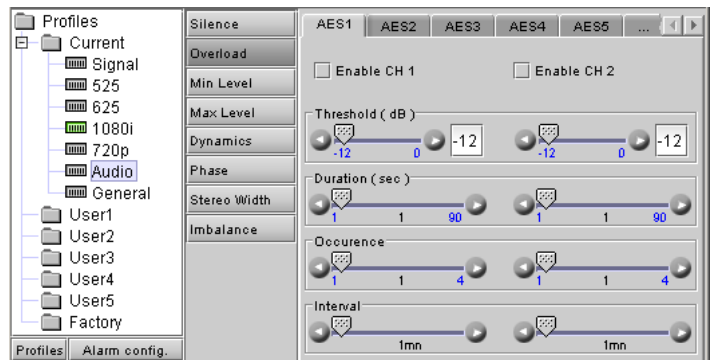 Profiles
Current
Signal
525
625
1080i
720p
Audio
General
User1
User2
User3
User4
User5
Factory
Profiles Alarm config.
Silence
Overload
Min Level
Max Level
Dynamics
Phase
Stereo Width
Imbalance
AES1 AES2 AES3 AES4 AES5 ...
Enable CH 1 Enable CH 2
Threshold ( dB )
-12 0 -12 -12 0 -12
Duration ( sec )
1 1 90 1 1 90
Occurence
1 1 4 1 1 4
Interval
1mn 1mn